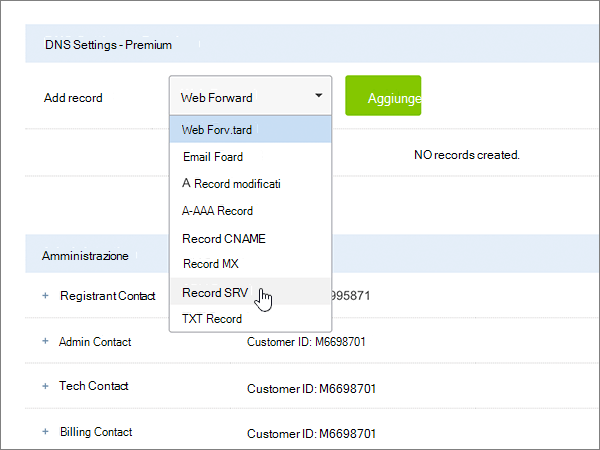 DNS Settings - Premium
Add record
Web Forward
Aggiunge
Web Forv.tard
Email Foard
A Record modificati
A-AAA Record
Record CNAME
Record MX
Record SRV
TXT Record
NO records created.
Amministrazione
+ Registrant Contact 995871
+ Admin Contact Customer ID: M6698701
+ Tech Contact Customer ID: M6698701
+ Billing Contact Customer ID: M6698701